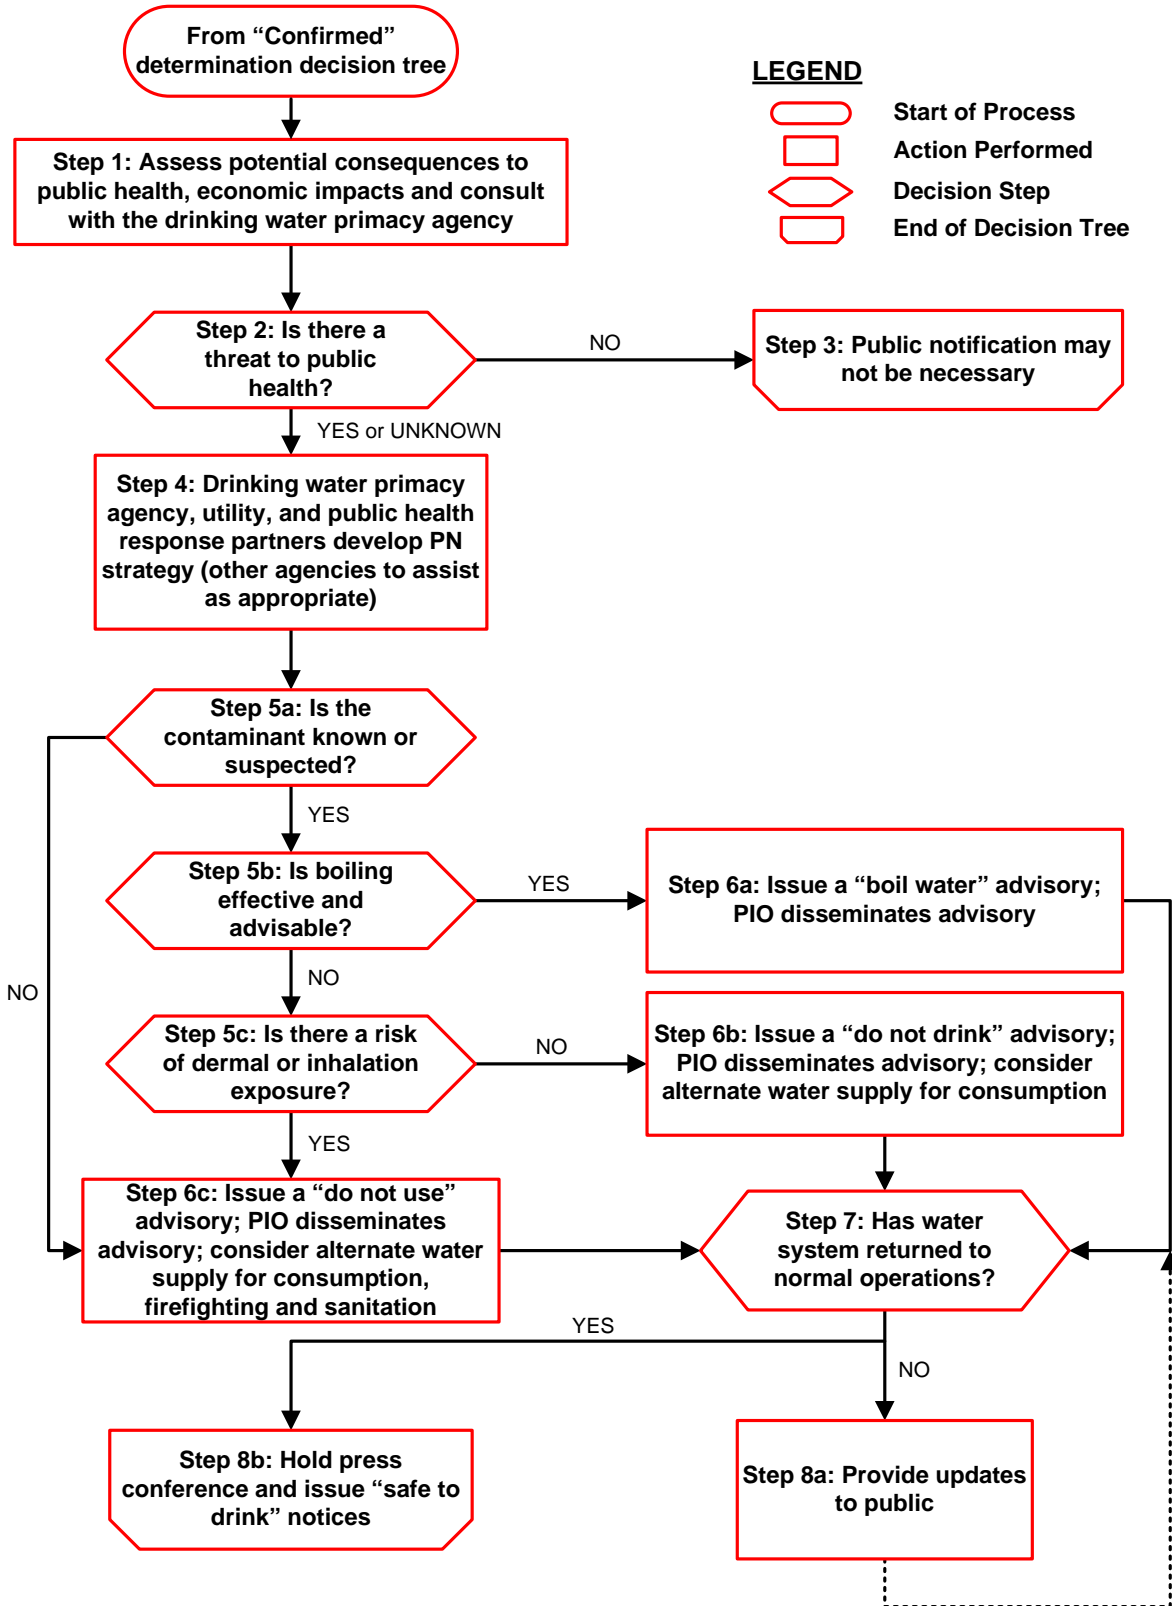 From “Confirmed”
determination decision tree
LEGEND
Start of Process
Action Performed
Decision Step
End of Decision Tree
Step 1: Assess potential consequences to
public health, economic impacts and consult
with the drinking water primacy agency
Step 2: Is there a
threat to public
health?
NO
Step 3: Public notification may
not be necessary
YES or UNKNOWN
Step 4: Drinking water primacy
agency, utility, and public health
response partners develop PN
strategy (other agencies to assist
as appropriate)
Step 5a: Is the
contaminant known or
suspected?
YES
NO
Step 5b: Is boiling
effective and
advisable?
YES
Step 6a: Issue a “boil water” advisory;
PIO disseminates advisory
NO
Step 5c: Is there a risk
of dermal or inhalation
exposure?
NO
Step 6b: Issue a “do not drink” advisory;
PIO disseminates advisory; consider
alternate water supply for consumption
YES
Step 6c: Issue a “do not use”
advisory; PIO disseminates
advisory; consider alternate water
supply for consumption,
firefighting and sanitation
Step 7: Has water
system returned to
normal operations?
YES
NO
Step 8b: Hold press
conference and issue “safe to
drink” notices
Step 8a: Provide updates
to public